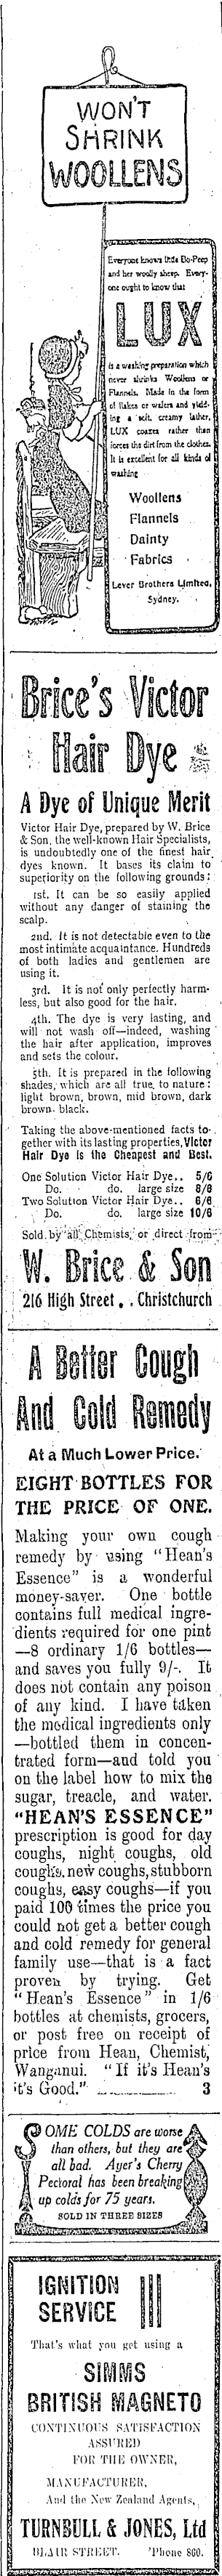 WON'T
SHRINK
WOOLLENS
Everyone knows little Bo-Peep
and her woolly sheep. Every-
one ought to know that
LUX
is a washing preparation which
never shrinks Woollens or
Flannels. Made in the form
of flakes or wafers and yield-
ing a soft, creamy lather,
LUX coaxes rather than
forces the dirt from the clothes.
It is excellent for all kinds of
washing
Woollens
Flannels
Dainty
Fabrics
Lever Brothers Limited,
Sydney.
Brice's Victor
Hair Dye
A Dye of Unique Merit
Victor Hair Dye, prepared by W. Brice
& Son, the well-known Hair Specialists,
is undoubtedly one of the finest hair
dyes known. It bases its claim to
superiority on the following grounds:
1st. It can be so easily applied
without any danger of staining the
scalp.
2nd. It is not detectable even to the
most intimate acquaintance. Hundreds
of both ladies and gentlemen are
using it.
3rd. It is not only perfectly harm-
less, but also good for the hair.
4th. The dye is very lasting, and
will not wash off—indeed, washing
the hair after application, improves
and sets the colour.
5th. It is prepared in the following
shades, which are all true to nature:
light brown, brown, mid brown, dark
brown, black.
Taking the above-mentioned facts to-
gether with its lasting properties, Victor
Hair Dye is the Cheapest and Best.
One Solution Victor Hair Dye.. 5/6
Do. do. large size 8/6
Two Solution Victor Hair Dye.. 6/6
Do. do. large size 10/6
Sold by all Chemists, or direct from
W. Brice & Son
216 High Street . . Christchurch
A Better Cough
And Cold Remedy
At a Much Lower Price.
EIGHT BOTTLES FOR
THE PRICE OF ONE.
Making your own cough
remedy by using "Hean's
Essence" is a wonderful
money-saver. One bottle
contains full medical ingre-
dients required for one pint
—8 ordinary 1/6 bottles—
and saves you fully 9/-. It
does not contain any poison
of any kind. I have taken
the medical ingredients only
—bottled them in concen-
trated form—and told you
on the label how to mix the
sugar, treacle, and water.
"HEAN'S ESSENCE"
prescription is good for day
coughs, night coughs, old
coughs, new coughs, stubborn
coughs, easy coughs—if you
paid 100 times the price you
could not get a better cough
and cold remedy for general
family use—that is a fact
proven by trying. Get
"Hean's Essence" in 1/6
bottles at chemists, grocers,
or post free on receipt of
price from Hean, Chemist,
Wanganui. "If it's Hean's
it's Good." 3
SOME COLDS are worse
than others, but they are
all bad. Ayer's Cherry
Pectoral has been breaking
up colds for 75 years.
SOLD IN THREE SIZES
IGNITION
SERVICE !!!
That's what you get using a
SIMMS
BRITISH MAGNETO
CONTINUOUS SATISFACTION
ASSURED
FOR THE OWNER,
MANUFACTURER,
And the New Zealand Agents,
TURNBULL & JONES, Ltd
BLAIR STREET. 'Phone 860.